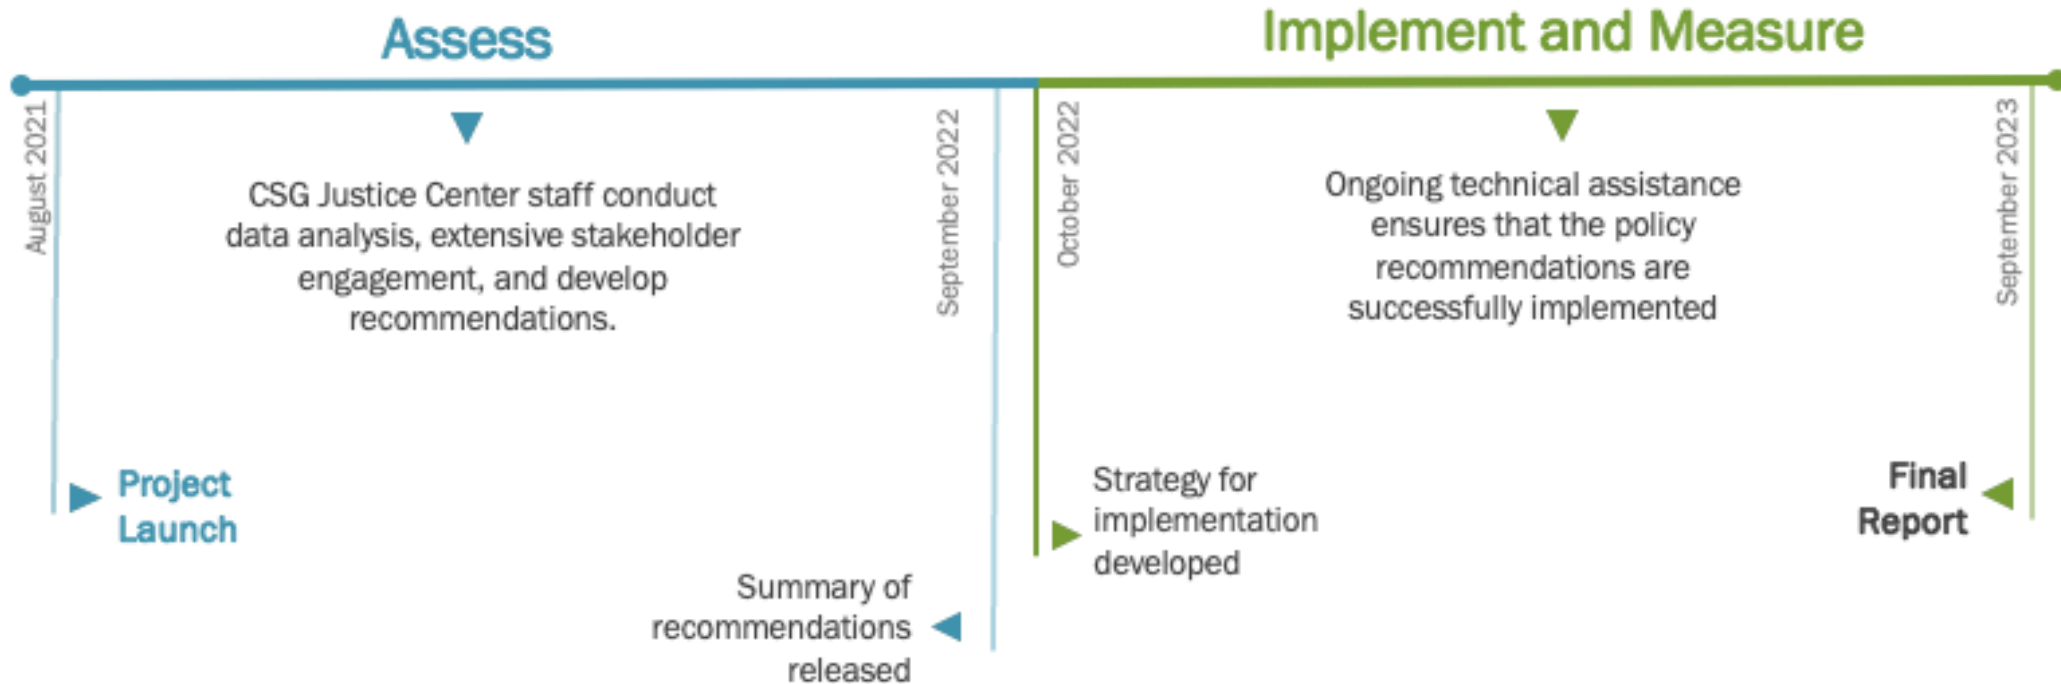 Assess
Implement and Measure
August 2021
CSG Justice Center staff conduct
data analysis, extensive stakeholder
engagement, and develop
recommendations.
September 2022
October 2022
Ongoing technical assistance
ensures that the policy
recommendations are
successfully implemented
September 2023
Project
Launch
Summary of
recommendations
released
Strategy for
implementation
developed
Final
Report